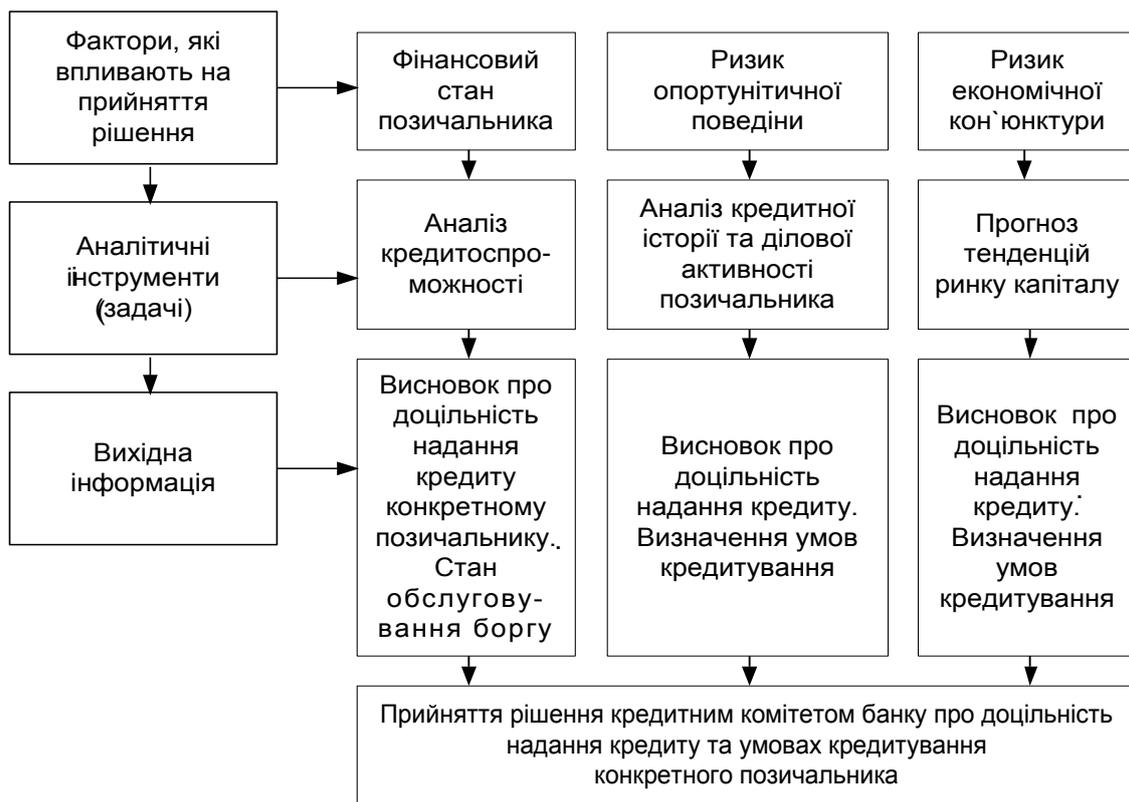 Фактори, які
впливають на
прийняття
рішення
Фінансовий
стан
позичальника
Ризик
опортунітичної
поведіни
Ризик
економічної
кон`юнктури
Аналітичні
інструменти
(задачі)
Аналіз
кредитоспро-
можності
Аналіз кредитної
історії та ділової
активності
позичальника
Прогноз
тенденцій
ринку капіталу
Вихідна
інформація
Висновок про
доцільність
надання
кредиту
конкретному
позичальнику..
Стан
обслугову-
вання боргу
Висновок про
доцільність
надання кредиту.
Визначення умов
кредитування
Висновок про
доцільність
надання
кредиту.
Визначення
умов
кредитування
Прийняття рішення кредитним комітетом банку про доцільність
надання кредиту та умовах кредитування
конкретного позичальника